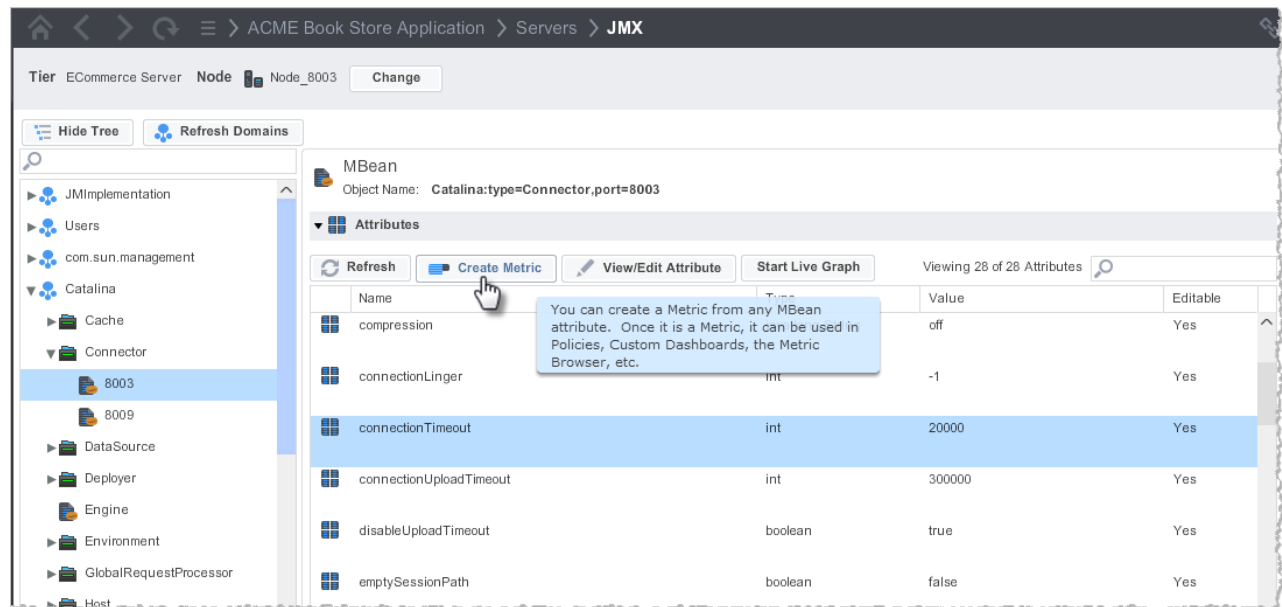 ACME Book Store Application Servers JMX
Tier ECommerce Server Node Node_8003 Change
Hide Tree Refresh Domains
JMImplementation
Users
com.sun.management
Catalina
Cache
Connector
8003
8009
DataSource
Deployer
Engine
Environment
GlobalRequestProcessor
Host
MBean
Object Name: Catalina:type=Connector,port=8003
Attributes
Refresh Create Metric View/Edit Attribute Start Live Graph Viewing 28 of 28 Attributes
Name Type Value Editable
You can create a Metric from any MBean
attribute. Once it is a Metric, it can be used in
Policies, Custom Dashboards, the Metric
Browser, etc.
compression off Yes
connectionLinger int -1 Yes
connectionTimeout int 20000 Yes
connectionUploadTimeout int 300000 Yes
disableUploadTimeout boolean true Yes
emptySessionPath boolean false Yes